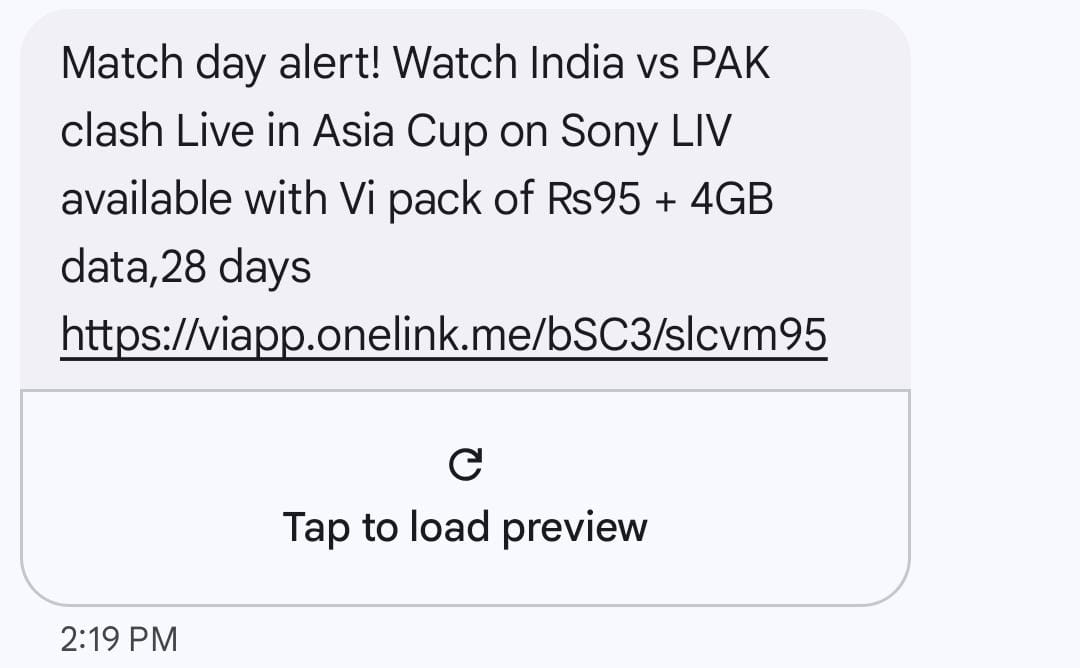 Match day alert! Watch India vs PAK
clash Live in Asia Cup on Sony LIV
available with Vi pack of Rs95 + 4GB
data,28 days
https://viapp.onelink.me/bSC3/slcvm95
Tap to load preview
2:19 PM